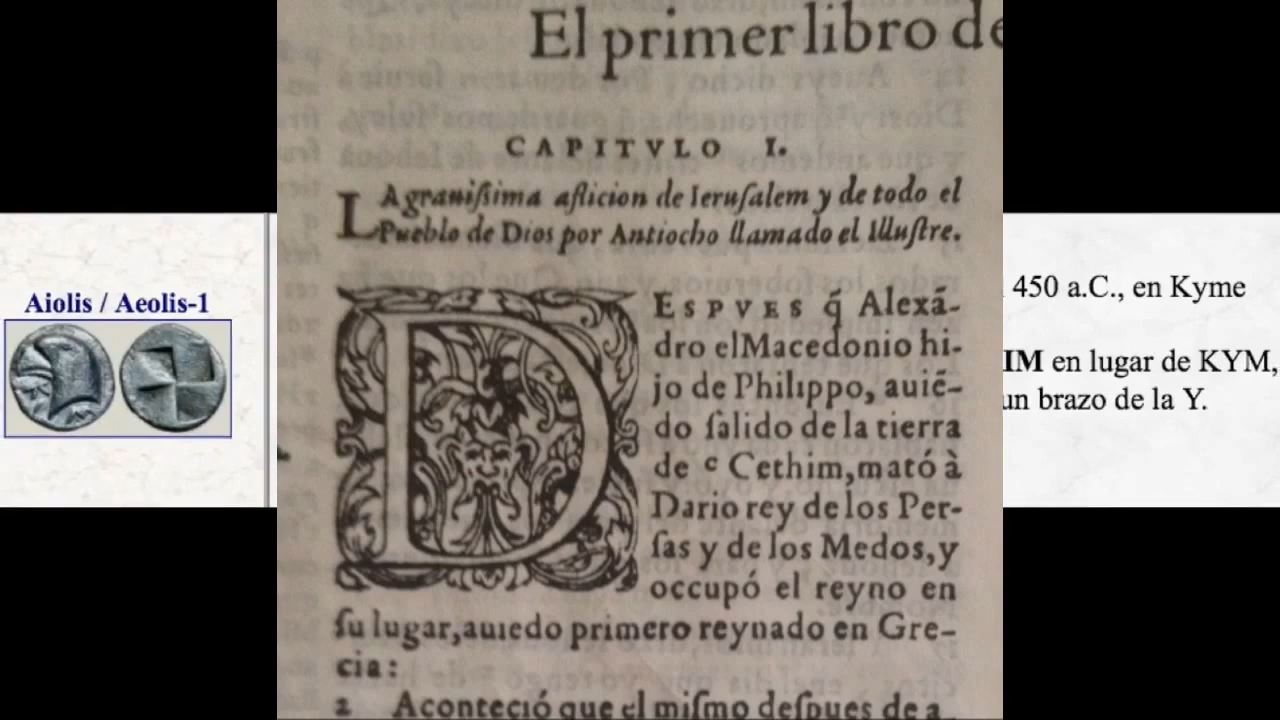 El primer libro de
CAPITVLO I.
LA grauißima aflicion de Ieruſalem y de todo el
Pueblo de Dios por Antiocho llamado el Illuſtre.
DESPVES q̃ Alexã-
dro el Macedonio hi-
jo de Philippo, auiẽ-
do ſalido de la tierra
de c Cethim, mató à
Dario rey de los Per-
ſas y de los Medos, y
occupó el reyno en
ſu lugar, auiedo primero reynado en Gre-
cia:
2 Aconteció que el miſmo deſpues de a
Aiolis / Aeolis-1
450 a.C., en Kyme
IM en lugar de KYM,
un brazo de la Y.